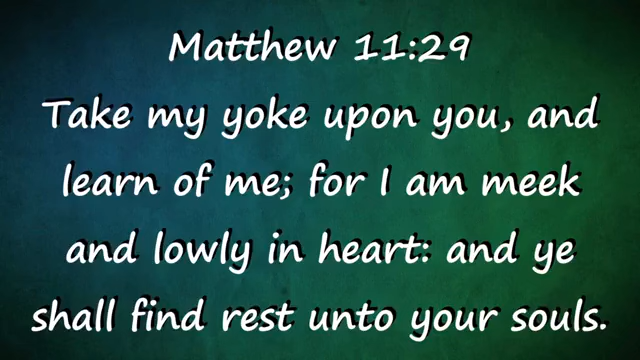 Matthew 11:29
Take my yoke upon you, and
learn of me; for I am meek
and lowly in heart: and ye
shall find rest unto your souls.